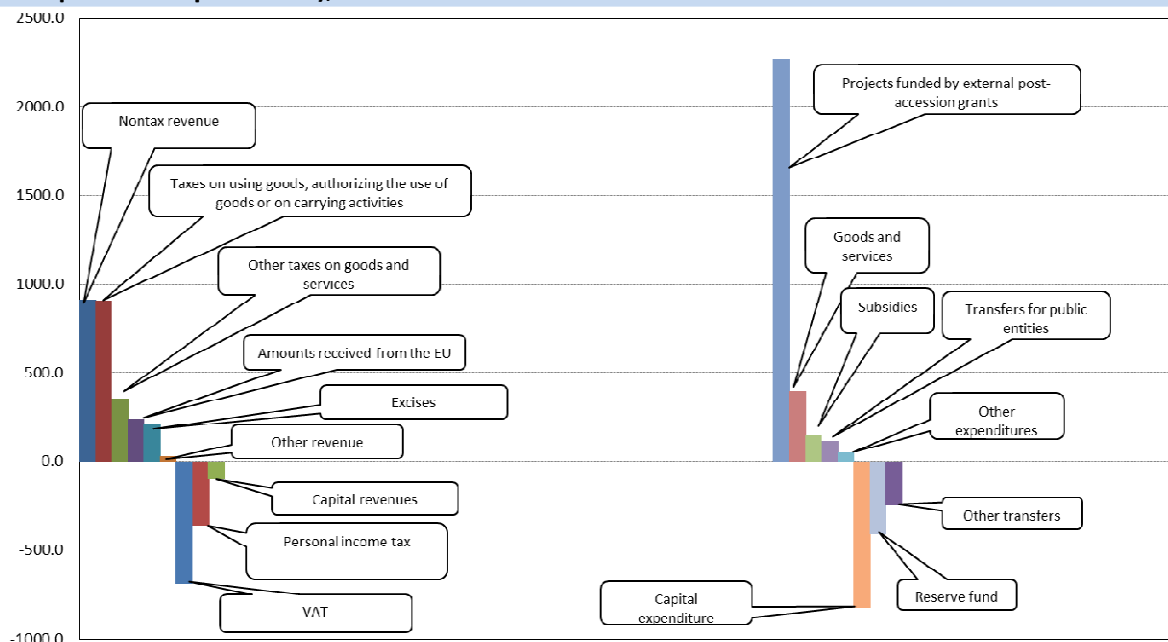 2500.0
2000.0
1500.0
1000.0
500.0
0.0
-500.0
-1000.0
Nontax revenue
Taxes on using goods, authorizing the use of
goods or on carrying activities
Other taxes on goods and
services
Amounts received from the EU
Excises
Other revenue
Capital revenues
Personal income tax
VAT
Projects funded by external post-
accession grants
Goods and
services
Subsidies
Transfers for public
entities
Other
expenditures
Other transfers
Reserve fund
Capital
expenditure